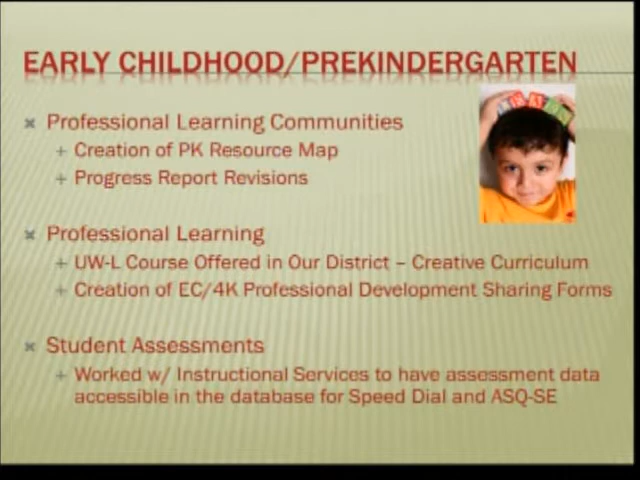 EARLY CHILDHOOD/PREKINDERGARTEN
Professional Learning Communities
Creation of PK Resource Map
Progress Report Revisions
Professional Learning
UW-L Course Offered in Our District – Creative Curriculum
Creation of EC/4K Professional Development Sharing Forms
Student Assessments
Worked w/ Instructional Services to have assessment data
accessible in the database for Speed Dial and ASQ-SE